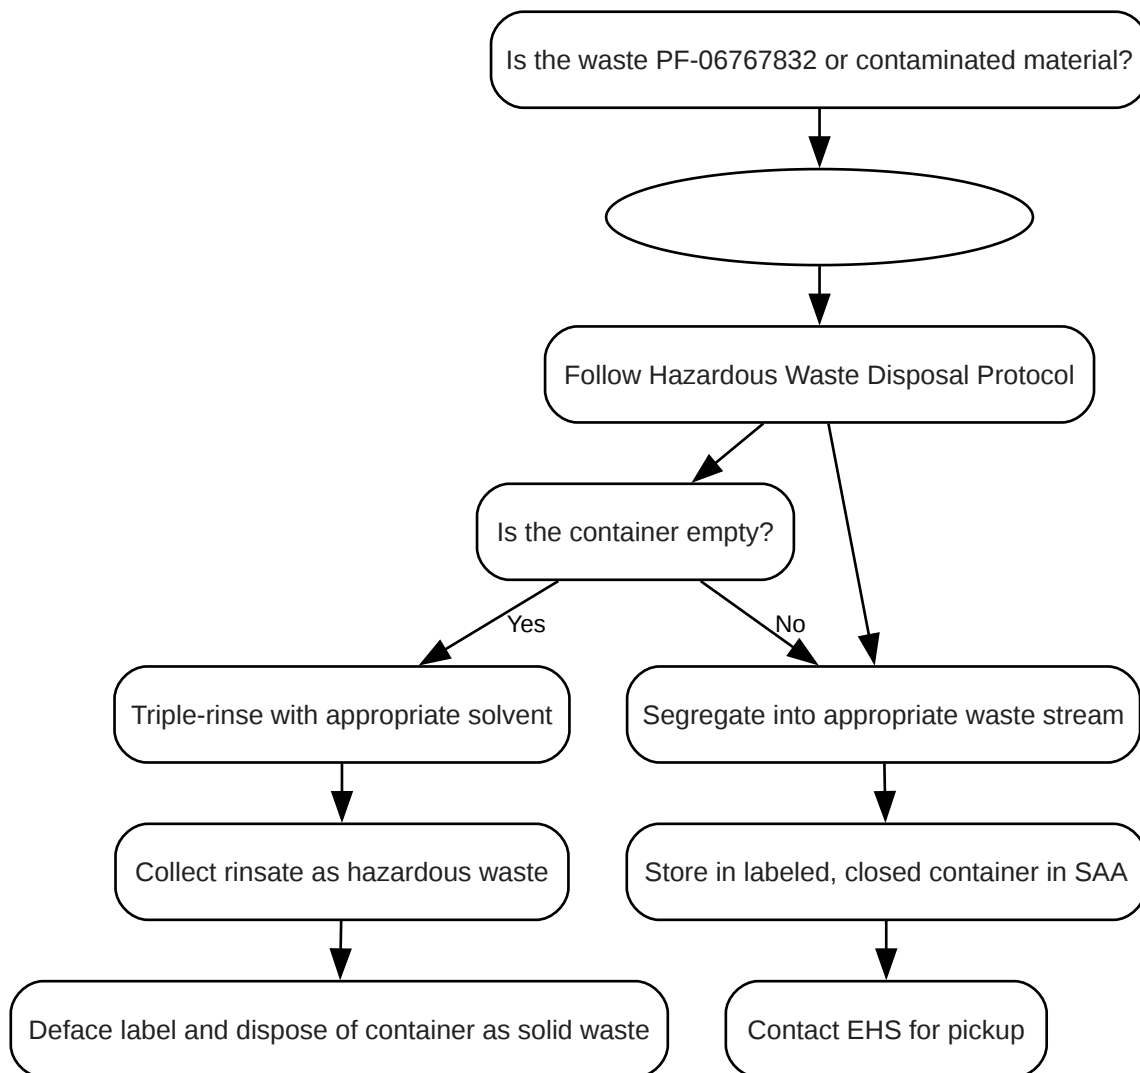 Is the waste PF-06767832 or contaminated material?
Follow Hazardous Waste Disposal Protocol
Is the container empty?
Yes
No
Triple-rinse with appropriate solvent
Segregate into appropriate waste stream
Collect rinsate as hazardous waste
Store in labeled, closed container in SAA
Deface label and dispose of container as solid waste
Contact EHS for pickup